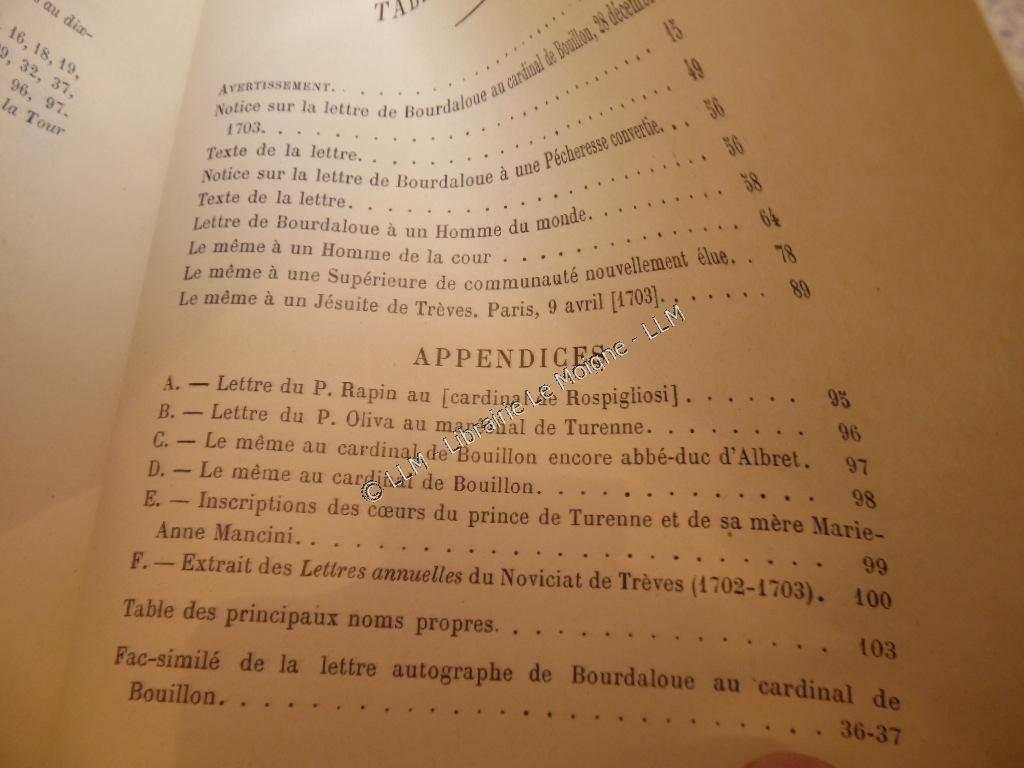 s au dix-
16, 18, 19,
32, 37,
96, 97.
la Tour
TAB
AVERTISSEMENT. . .
Notice sur la lettre de Bourdaloue au cardinal de Bouillon, 28 décembre
1703. . . . 15
Texte de la lettre. . . . 49
Notice sur la lettre de Bourdaloue à une Pécheresse convertie. . . 56
Texte de la lettre. . . . 56
Lettre de Bourdaloue à un Homme du monde. . . . 58
Le même à un Homme de la cour . . . . 64
Le même à une Supérieure de communauté nouvellement élue. . 78
Le même à un Jésuite de Trèves. Paris, 9 avril [1703]. . . . 89
APPENDICES
A. — Lettre du P. Rapin au [cardinal de Rospigliosi] . . . . 95
B. — Lettre du P. Oliva au maréchal de Turenne. . . . 96
C. — Le même au cardinal de Bouillon encore abbé-duc d'Albret. 97
D. — Le même au cardinal de Bouillon. . . . 98
E. — Inscriptions des cœurs du prince de Turenne et de sa mère Marie-
Anne Mancini. . . . 99
F. — Extrait des Lettres annuelles du Noviciat de Trèves (1702-1703). 100
Table des principaux noms propres. . . . 103
Fac-similé de la lettre autographe de Bourdaloue au cardinal de
Bouillon. . . . 36-37
© LLM - Librairie Le Moigne - LLM